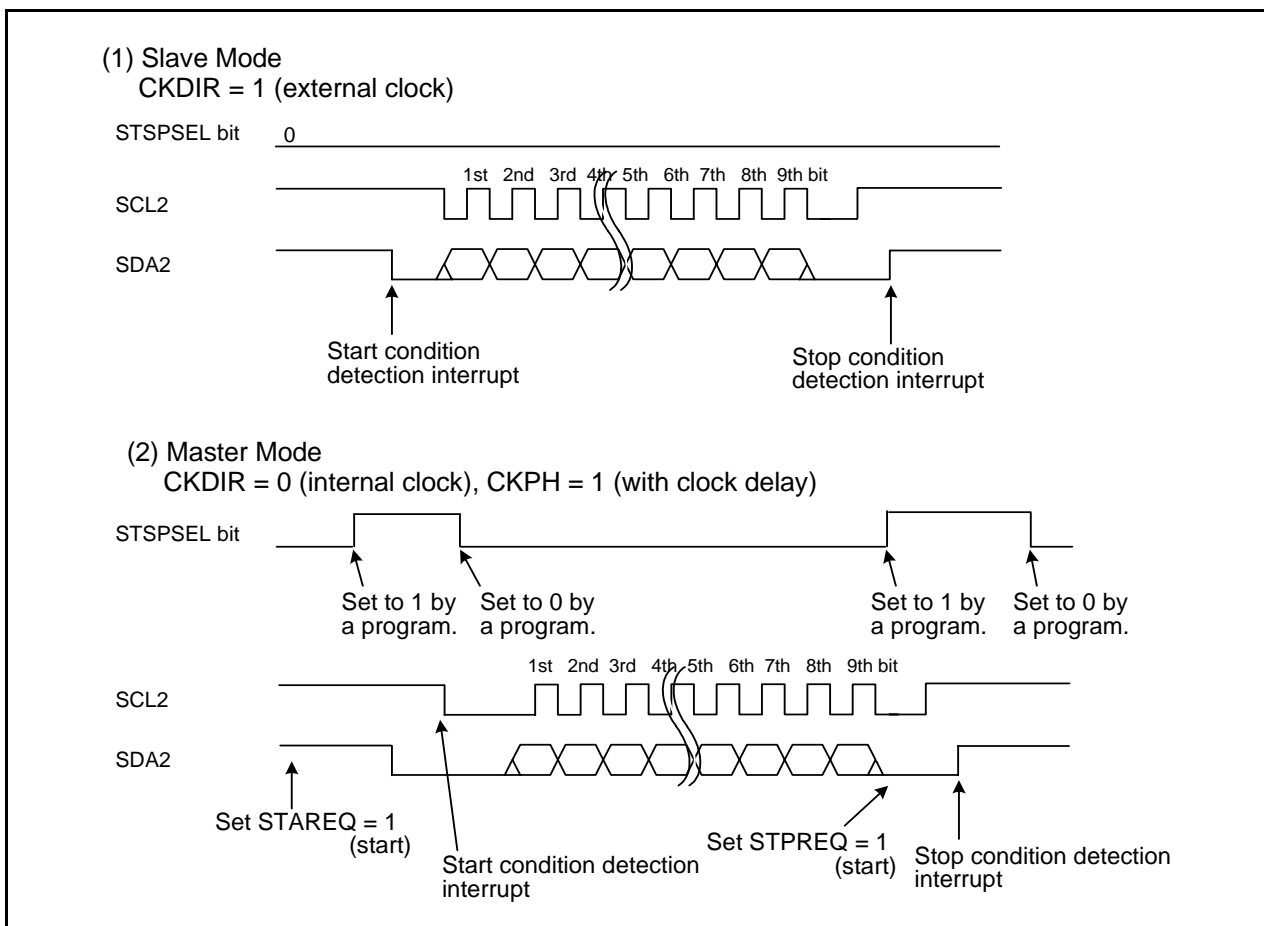 (1) Slave Mode
CKDIR = 1 (external clock)
STSPSEL bit 0
1st 2nd 3rd 4th 5th 6th 7th 8th 9th bit
SCL2
SDA2
Start condition
detection interrupt
Stop condition
detection interrupt
(2) Master Mode
CKDIR = 0 (internal clock), CKPH = 1 (with clock delay)
STSPSEL bit
Set to 1 by
a program.
Set to 0 by
a program.
Set to 1 by
a program.
Set to 0 by
a program.
1st 2nd 3rd 4th 5th 6th 7th 8th 9th bit
SCL2
SDA2
Set STAREQ = 1
(start)
Start condition detection
interrupt
Set STPREQ = 1
(start)
Stop condition detection
interrupt